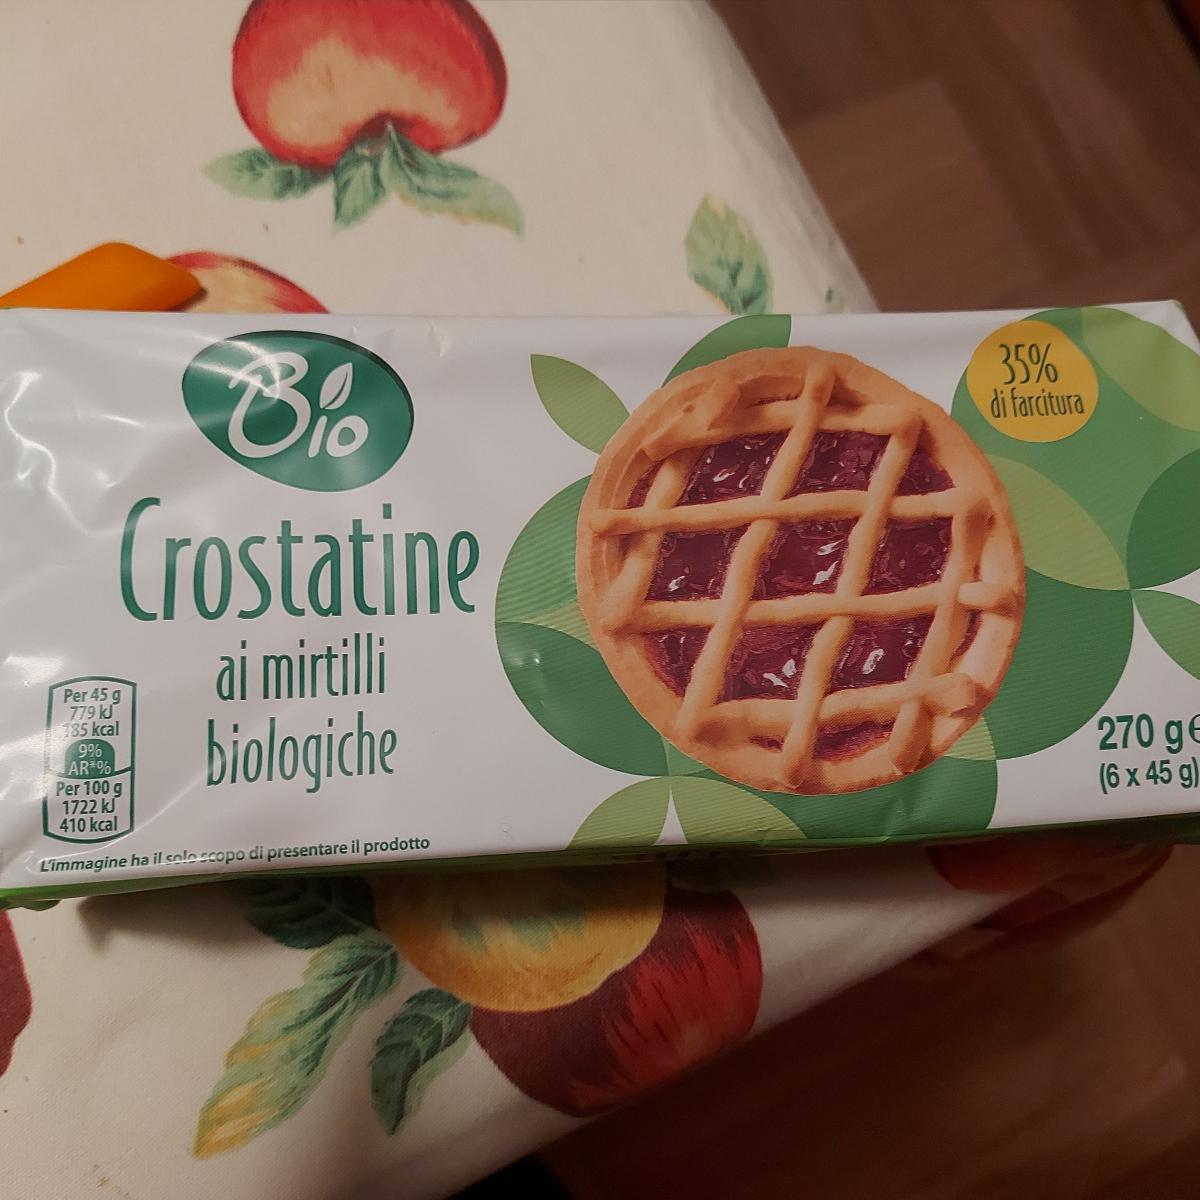 Bio
Crostatine
ai mirtilli
biologiche
35%
di farcitura
Per 45 g
779 kJ
185 kcal
9%
AR*%
Per 100 g
1722 kJ
410 kcal
270 g e
(6 x 45 g)
L'immagine ha il solo scopo di presentare il prodotto